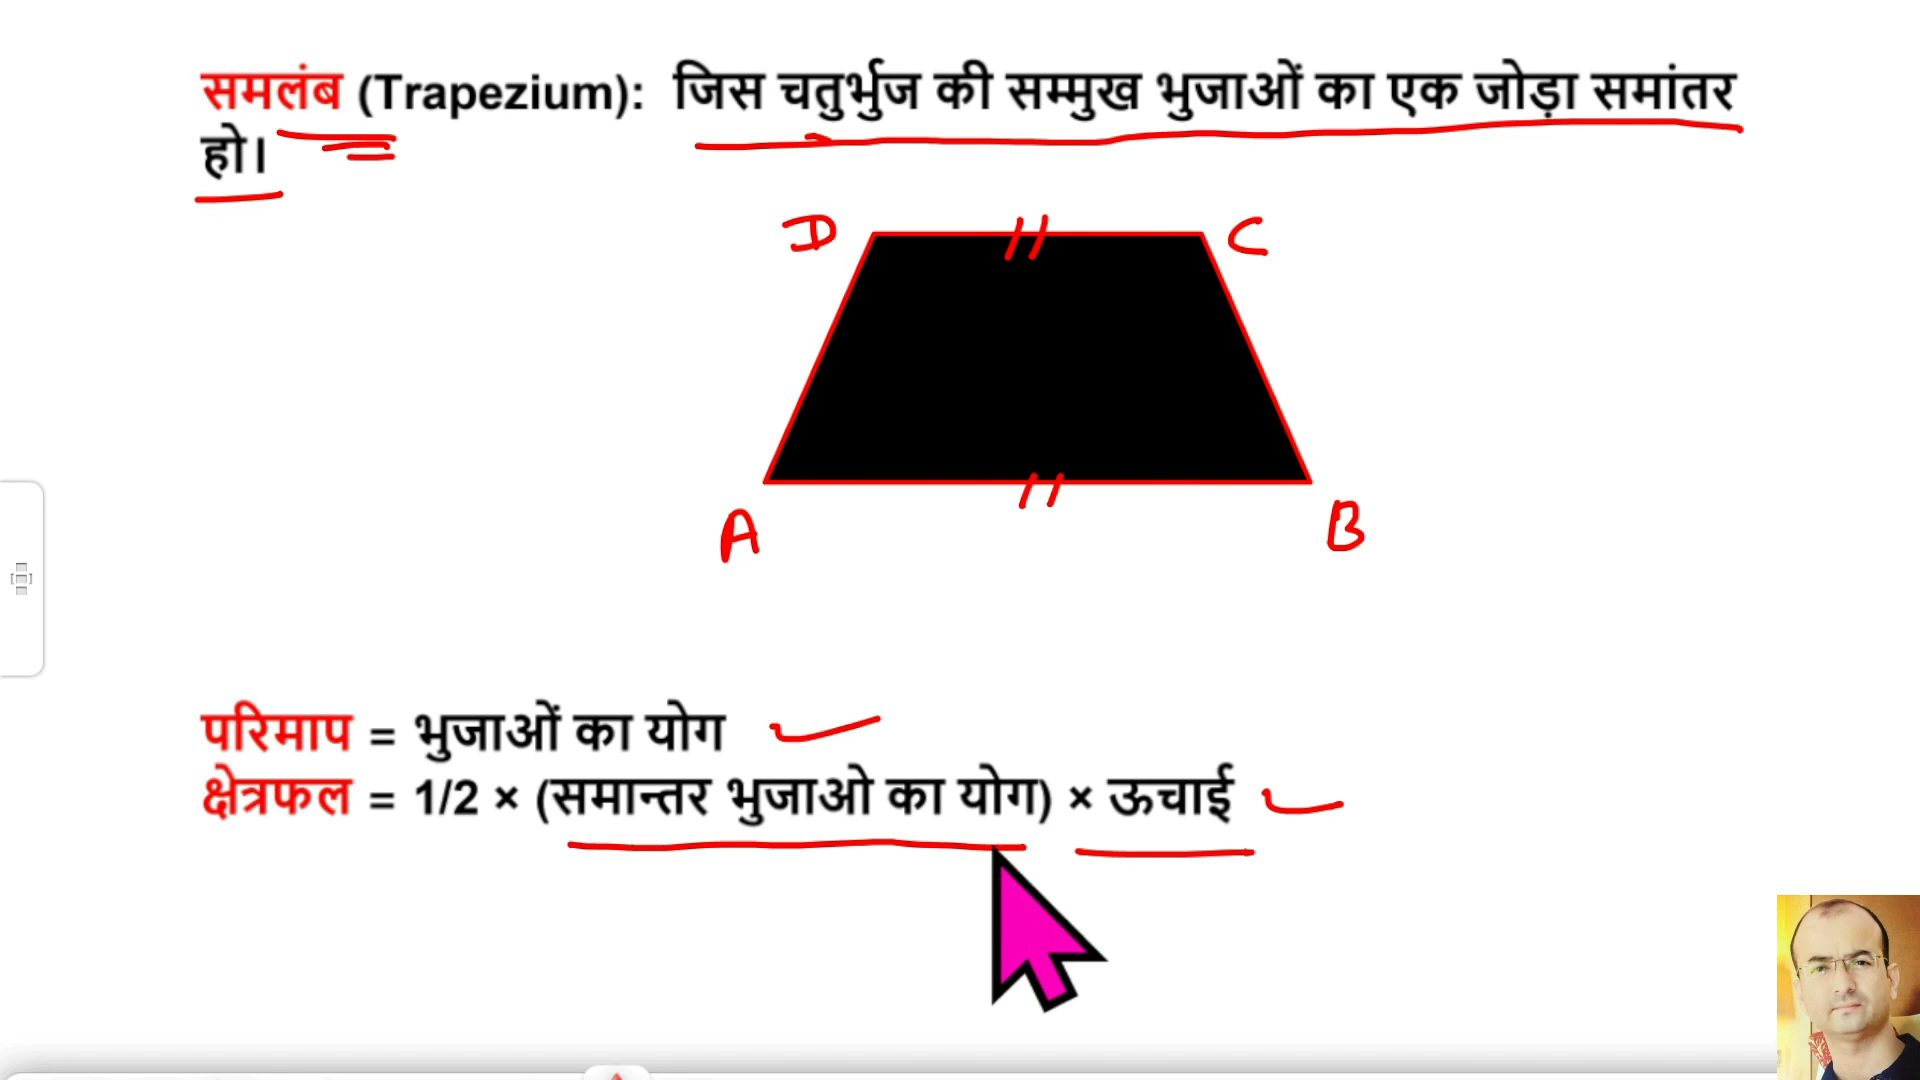 समलंब (Trapezium): जिस चतुर्भुज की सम्मुख भुजाओं का एक जोड़ा समांतर
हो।
D C
A B
परिमाप = भुजाओं का योग
क्षेत्रफल = 1/2 × (समान्तर भुजाओ का योग) × ऊचाई